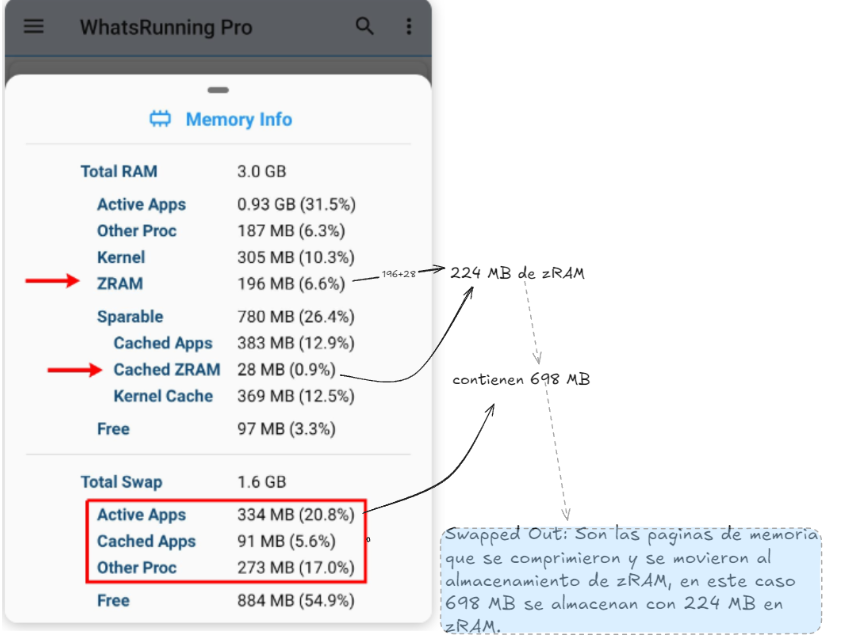 WhatsRunning Pro
Memory Info
Total RAM 3.0 GB
Active Apps 0.93 GB (31.5%)
Other Proc 187 MB (6.3%)
Kernel 305 MB (10.3%)
ZRAM 196 MB (6.6%)
196+28
224 MB de zRAM
Sparable 780 MB (26.4%)
Cached Apps 383 MB (12.9%)
Cached ZRAM 28 MB (0.9%)
contienen 698 MB
Kernel Cache 369 MB (12.5%)
Free 97 MB (3.3%)
Total Swap 1.6 GB
Active Apps 334 MB (20.8%)
Cached Apps 91 MB (5.6%)
Other Proc 273 MB (17.0%)
Free 884 MB (54.9%)
Swapped Out: Son las paginas de memoria
que se comprimieron y se movieron al
almacenamiento de zRAM, en este caso
698 MB se almacenan con 224 MB en
zRAM.